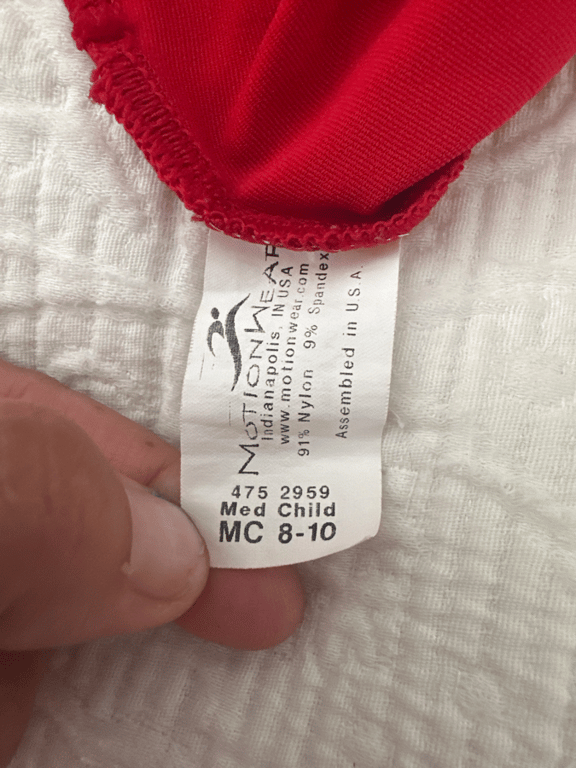 MOTIONWEAR
Indianapolis, IN USA
www.motionwear.com
91% Nylon 9% Spandex
Assembled in U.S.A.
475 2959
Med Child
MC 8-10